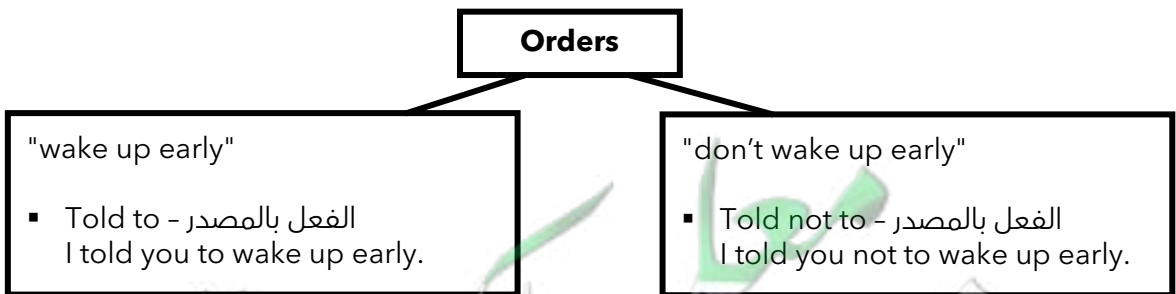 Orders
"wake up early"
▪ Told to – الفعل بالمصدر
I told you to wake up early.
"don't wake up early"
▪ Told not to – الفعل بالمصدر
I told you not to wake up early.